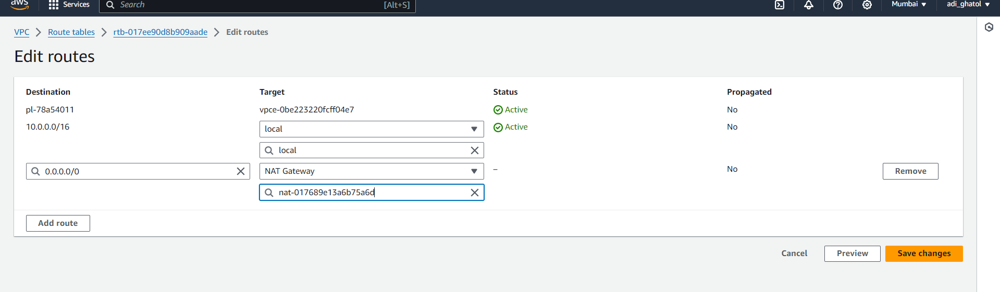 aws Services Search [Alt+S] Mumbai adi_ghatol
VPC Route tables rtb-017ee90d8b909aade Edit routes
Edit routes
Destination Target Status Propagated
pl-78a54011 vpce-0be223220fcff04e7 Active No
10.0.0.0/16 local Active No
local
0.0.0.0/0 NAT Gateway – No Remove
nat-017689e13a6b75a6d
Add route
Cancel Preview Save changes